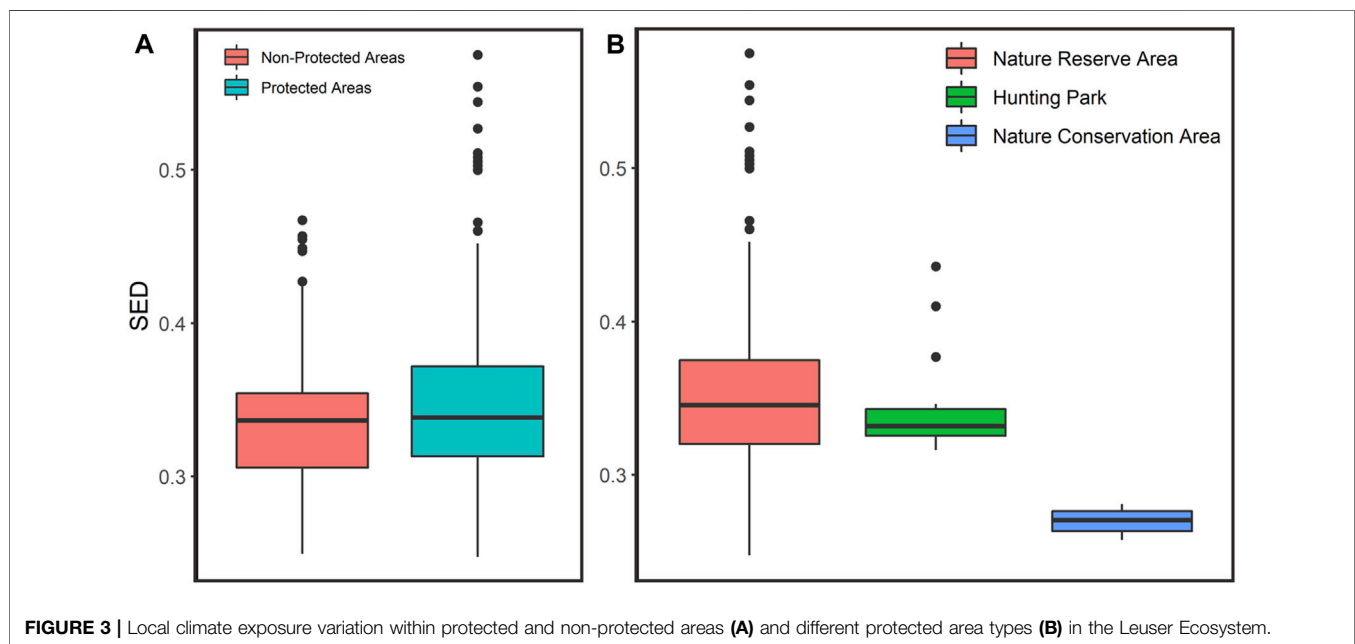 A
Non-Protected Areas
Protected Areas
SED
0.5
0.4
0.3
B
Nature Reserve Area
Hunting Park
Nature Conservation Area
0.5
0.4
0.3
FIGURE 3 | Local climate exposure variation within protected and non-protected areas (A) and different protected area types (B) in the Leuser Ecosystem.